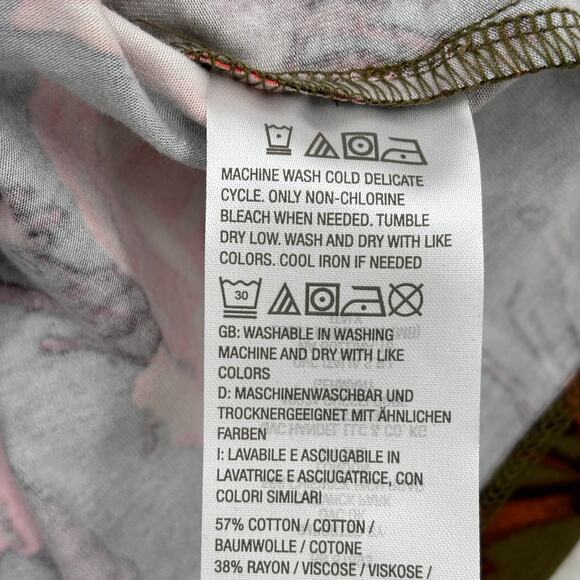 MACHINE WASH COLD DELICATE
CYCLE. ONLY NON-CHLORINE
BLEACH WHEN NEEDED. TUMBLE
DRY LOW. WASH AND DRY WITH LIKE
COLORS. COOL IRON IF NEEDED
30
GB: WASHABLE IN WASHING
MACHINE AND DRY WITH LIKE
COLORS
D: MASCHINENWASCHBAR UND
TROCKNERGEEIGNET MIT ÄHNLICHEN
FARBEN
I: LAVABILE E ASCIUGABILE IN
LAVATRICE E ASCIUGATRICE, CON
COLORI SIMILARI
57% COTTON / COTTON /
BAUMWOLLE / COTONE
38% RAYON / VISCOSE / VISKOSE /